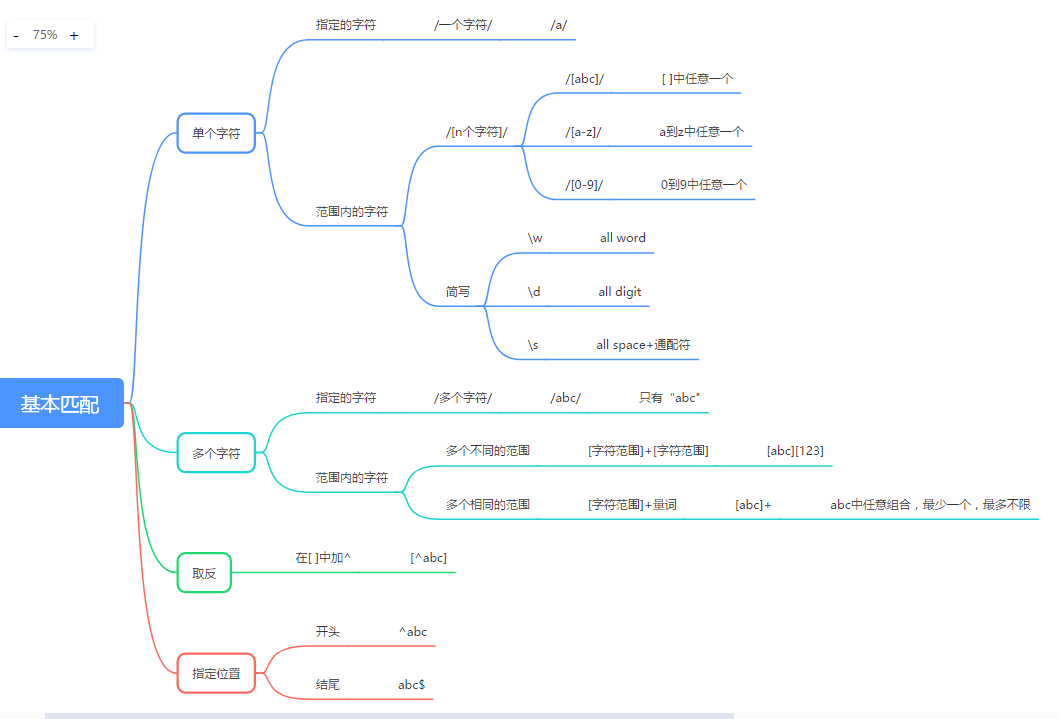 - 75% +
基本匹配
单个字符
指定的字符 /一个字符/ /a/
范围内的字符
/[n个字符]/
/[abc]/ [ ]中任意一个
/[a-z]/ a到z中任意一个
/[0-9]/ 0到9中任意一个
简写
\w all word
\d all digit
\s all space+通配符
多个字符
指定的字符 /多个字符/ /abc/ 只有“abc"
范围内的字符
多个不同的范围 [字符范围]+[字符范围] [abc][123]
多个相同的范围 [字符范围]+量词 [abc]+ abc中任意组合，最少一个，最多不限
取反
在[ ]中加^ [^abc]
指定位置
开头 ^abc
结尾 abc$